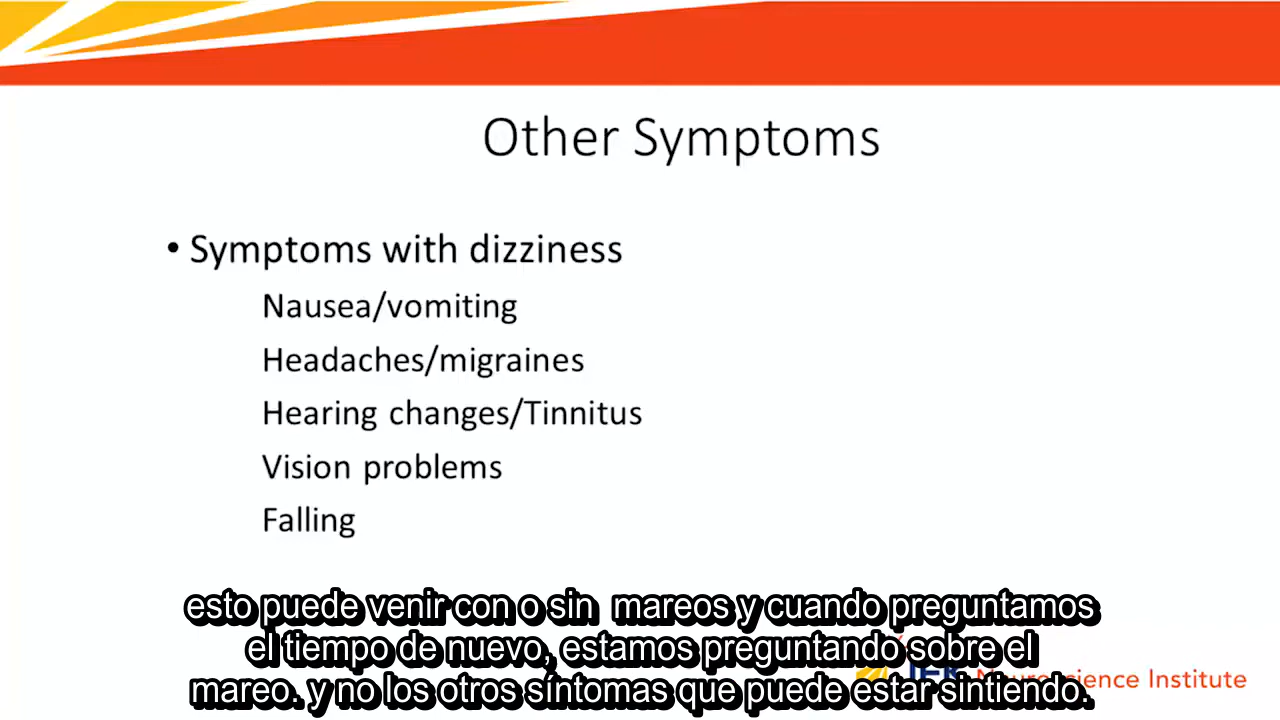 Other Symptoms
• Symptoms with dizziness
Nausea/vomiting
Headaches/migraines
Hearing changes/Tinnitus
Vision problems
Falling
esto puede venir con o sin mareos y cuando preguntamos
el tiempo de nuevo, estamos preguntando sobre el
mareo. y no los otros síntomas que puede estar sintiendo.
Institute